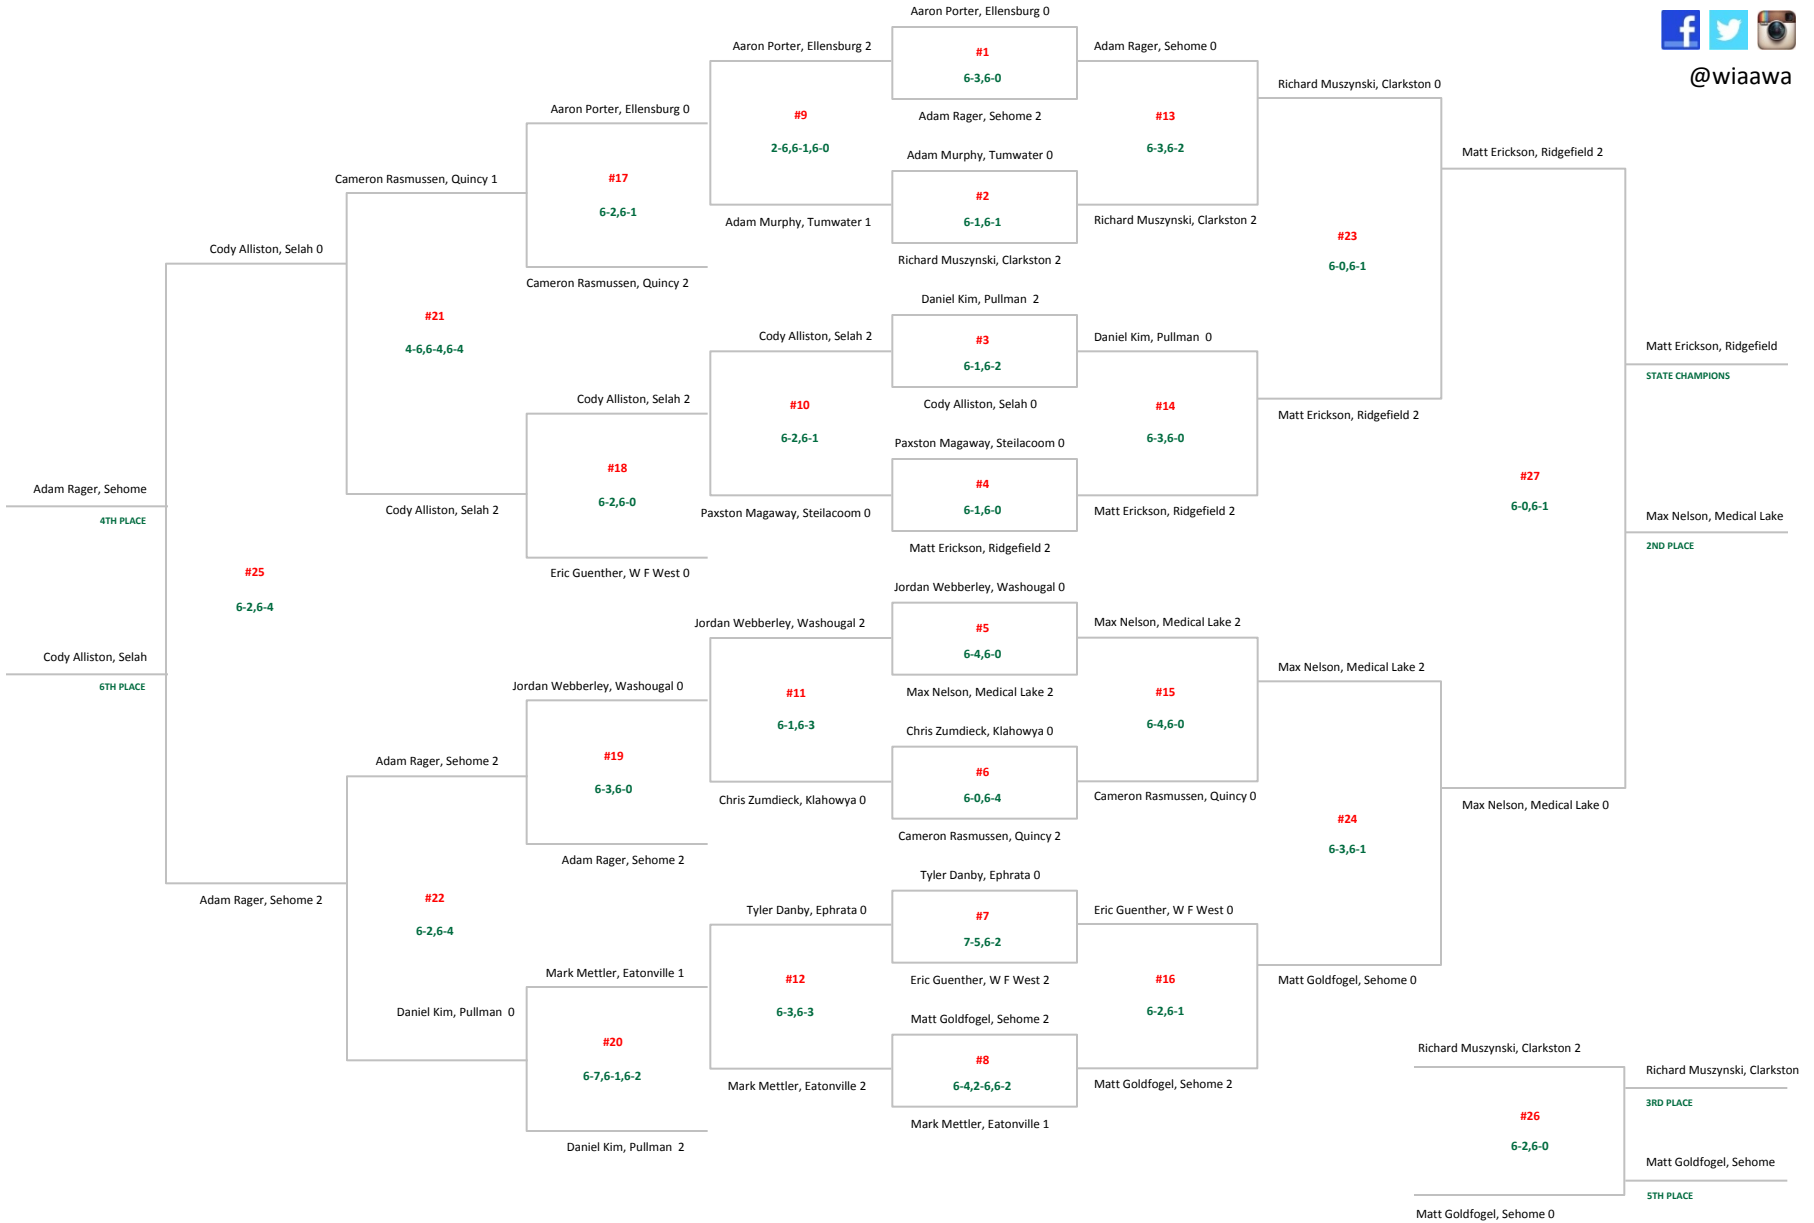 Aaron Porter, Ellensburg 0
Aaron Porter, Ellensburg 2
#1
Adam Rager, Sehome 0
6-3,6-0
@wiaawa
Richard Muszynski, Clarkston 0
Aaron Porter, Ellensburg 0
#9
Adam Rager, Sehome 2
#13
2-6,6-1,6-0
6-3,6-2
Adam Murphy, Tumwater 0
Matt Erickson, Ridgefield 2
Cameron Rasmussen, Quincy 1
#17
#2
6-2,6-1
Adam Murphy, Tumwater 1
6-1,6-1
Richard Muszynski, Clarkston 2
#23
Cody Alliston, Selah 0
Richard Muszynski, Clarkston 2
6-0,6-1
Cameron Rasmussen, Quincy 2
Daniel Kim, Pullman 2
#21
Cody Alliston, Selah 2
#3
Daniel Kim, Pullman 0
4-6,6-4,6-4
6-1,6-2
Matt Erickson, Ridgefield
STATE CHAMPIONS
Cody Alliston, Selah 2
#10
Cody Alliston, Selah 0
#14
Matt Erickson, Ridgefield 2
6-2,6-1
6-3,6-0
Paxston Magaway, Steilacoom 0
#18
#4
#27
Adam Rager, Sehome
4TH PLACE
Cody Alliston, Selah 2
6-2,6-0
Paxston Magaway, Steilacoom 0
6-1,6-0
Matt Erickson, Ridgefield 2
6-0,6-1
Max Nelson, Medical Lake
2ND PLACE
Matt Erickson, Ridgefield 2
#25
Eric Guenther, W F West 0
6-2,6-4
Jordan Webberley, Washougal 0
Jordan Webberley, Washougal 2
#5
Max Nelson, Medical Lake 2
6-4,6-0
Cody Alliston, Selah
6TH PLACE
Max Nelson, Medical Lake 2
Jordan Webberley, Washougal 0
#11
Max Nelson, Medical Lake 2
#15
6-1,6-3
6-4,6-0
Chris Zumdieck, Klahowya 0
Adam Rager, Sehome 2
#19
#6
6-3,6-0
Chris Zumdieck, Klahowya 0
6-0,6-4
Cameron Rasmussen, Quincy 0
Max Nelson, Medical Lake 0
#24
Cameron Rasmussen, Quincy 2
6-3,6-1
Adam Rager, Sehome 2
Tyler Danby, Ephrata 0
Adam Rager, Sehome 2
#22
Tyler Danby, Ephrata 0
#7
Eric Guenther, W F West 0
6-2,6-4
7-5,6-2
Mark Mettler, Eatonville 1
#12
Eric Guenther, W F West 2
#16
Matt Goldfogel, Sehome 0
Daniel Kim, Pullman 0
6-3,6-3
Matt Goldfogel, Sehome 2
6-2,6-1
#20
#8
Richard Muszynski, Clarkston 2
6-7,6-1,6-2
Mark Mettler, Eatonville 2
6-4,2-6,6-2
Matt Goldfogel, Sehome 2
Richard Muszynski, Clarkston
3RD PLACE
Mark Mettler, Eatonville 1
#26
Daniel Kim, Pullman 2
6-2,6-0
Matt Goldfogel, Sehome
5TH PLACE
Matt Goldfogel, Sehome 0